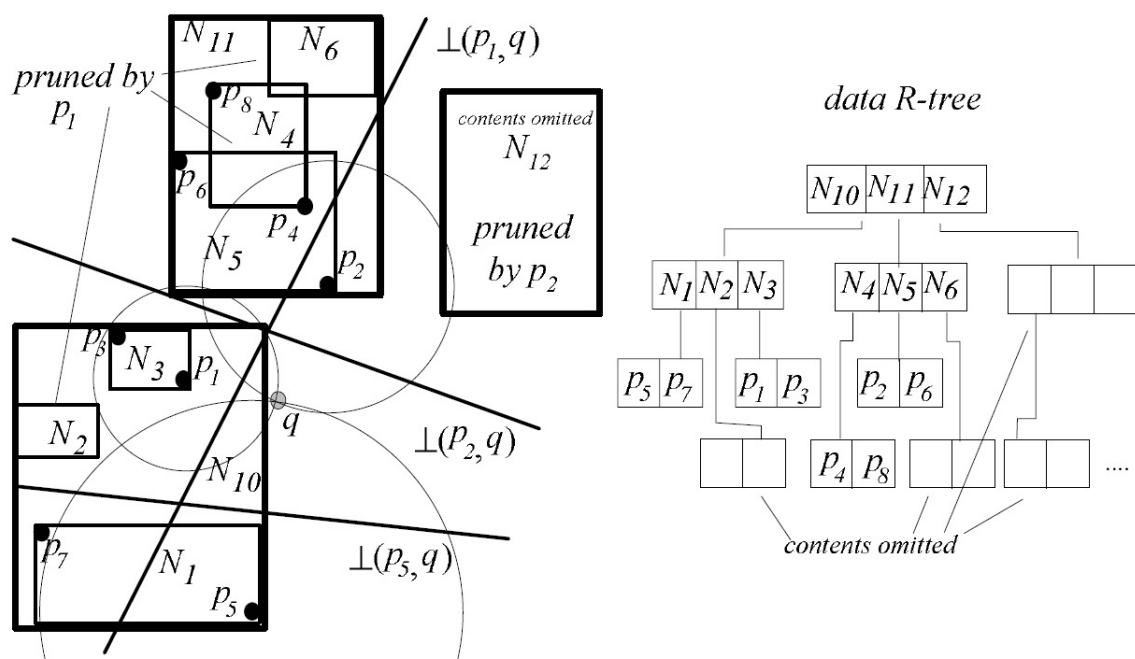 N11
N6
⊥(p1, q)
pruned by
p1
p8
N4
p6
p4
N5
p2
contents omitted
N12
pruned
by p2
p3
N3
p1
N2
q
N10
⊥(p2, q)
p7
N1
p5
⊥(p5, q)
data R-tree
N10 N11 N12
N1 N2 N3
N4 N5 N6
p5 p7
p1 p3
p2 p6
p4 p8
....
contents omitted